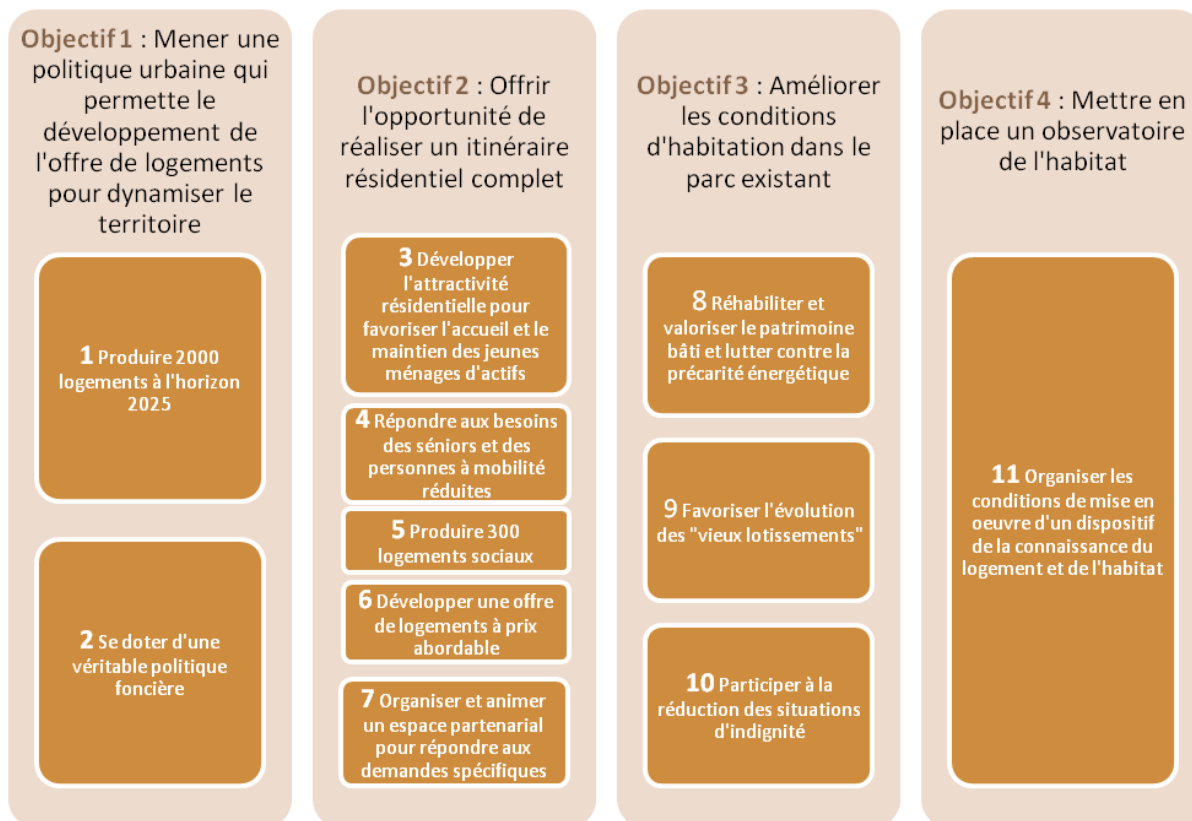 Objectif 1 : Mener une
politique urbaine qui
permette le
développement de
l'offre de logements
pour dynamiser le
territoire
1 Produire 2000
logements à l'horizon
2025
2 Se doter d'une
véritable politique
foncière
Objectif 2 : Offrir
l'opportunité de
réaliser un itinéraire
résidentiel complet
3 Développer
l'attractivité
résidentielle pour
favoriser l'accueil et le
maintien des jeunes
ménages d'actifs
4 Répondre aux besoins
des séniors et des
personnes à mobilité
réduites
5 Produire 300
logements sociaux
6 Développer une offre
de logements à prix
abordable
7 Organiser et animer
un espace partenarial
pour répondre aux
demandes spécifiques
Objectif 3 : Améliorer
les conditions
d'habitation dans le
parc existant
8 Réhabiliter et
valoriser le patrimoine
bâti et lutter contre la
précarité énergétique
9 Favoriser l'évolution
des "vieux lotissements"
10 Participer à la
réduction des situations
d'indignité
Objectif 4 : Mettre en
place un observatoire
de l'habitat
11 Organiser les
conditions de mise en
oeuvre d'un dispositif
de la connaissance du
logement et de l'habitat